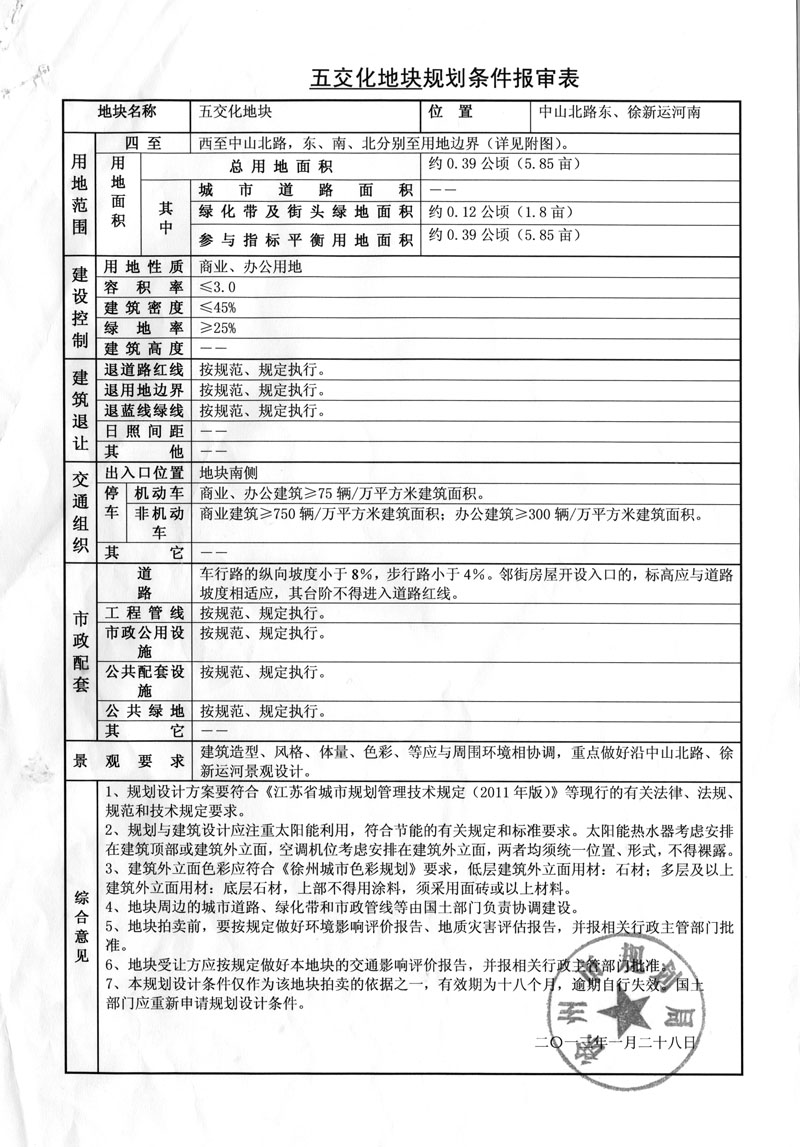 五交化地块规划条件报审表
地块名称 五交化地块 位置 中山北路东、徐新运河南
用地范围 四至 西至中山北路，东、南、北分别至用地边界（详见附图）。
用地面积 总用地面积 约0.39公顷（5.85亩）
其中 城市道路面积 ——
绿化带及街头绿地面积 约0.12公顷（1.8亩）
参与指标平衡用地面积 约0.39公顷（5.85亩）
建设控制 用地性质 商业、办公用地
容积率 ≤3.0
建筑密度 ≤45%
绿地率 ≥25%
建筑高度 ——
建筑退让 退道路红线 按规范、规定执行。
退用地边界 按规范、规定执行。
退蓝线绿线 按规范、规定执行。
日照间距 ——
其他 ——
交通组织 出入口位置 地块南侧
停车 机动车 商业、办公建筑≥75辆/万平方米建筑面积。
非机动车 商业建筑≥750辆/万平方米建筑面积；办公建筑≥300辆/万平方米建筑面积。
其它 ——
市政配套 道路 车行路的纵向坡度小于8%，步行路小于4%。邻街房屋开设入口的，标高应与道路
坡度相适应，其台阶不得进入道路红线。
工程管线 按规范、规定执行。
市政公用设施 按规范、规定执行。
公共配套设施 按规范、规定执行。
公共绿地 按规范、规定执行。
其它 ——
景观要求 建筑造型、风格、体量、色彩、等应与周围环境相协调，重点做好沿中山北路、徐
新运河景观设计。
综合意见
1、规划设计方案要符合《江苏省城市规划管理技术规定（2011年版）》等现行的有关法律、法规、
规范和技术规定要求。
2、规划与建筑设计应注重太阳能利用，符合节能的有关规定和标准要求。太阳能热水器考虑安排
在建筑顶部或建筑外立面，空调机位考虑安排在建筑外立面，两者均须统一位置、形式，不得裸露。
3、建筑外立面色彩应符合《徐州城市色彩规划》要求，低层建筑外立面用材：石材；多层及以上
建筑外立面用材：底层石材，上部不得用涂料，须采用面砖或以上材料。
4、地块周边的城市道路、绿化带和市政管线等由国土部门负责协调建设。
5、地块拍卖前，要按规定做好环境影响评价报告、地质灾害评估报告，并报相关行政主管部门批
准。
6、地块受让方应按规定做好本地块的交通影响评价报告，并报相关行政主管部门批准。
7、本规划设计条件仅作为该地块拍卖的依据之一，有效期为十八个月，逾期自行失效。国土
部门应重新申请规划设计条件。
徐州市规划局
二〇一 年一月二十八日